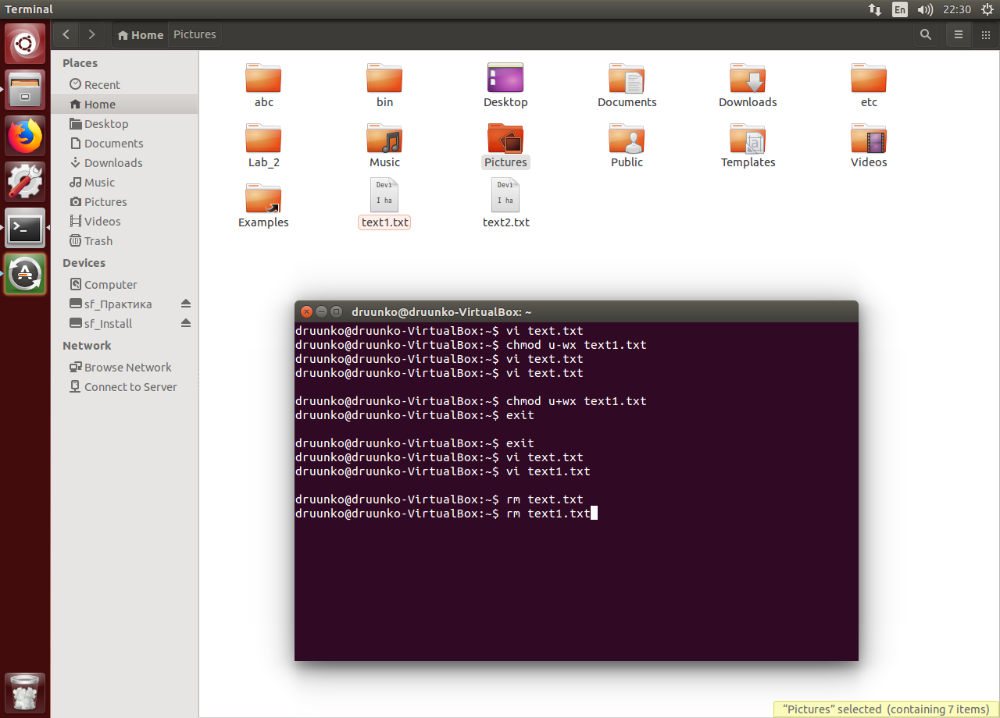 Terminal
En
22:30
Home
Pictures
Places
Recent
Home
Desktop
Documents
Downloads
Music
Pictures
Videos
Trash
Devices
Computer
sf_Практика
sf_Install
Network
Browse Network
Connect to Server
abc
bin
Desktop
Documents
Downloads
etc
Lab_2
Music
Pictures
Public
Templates
Videos
Devi
I ha
Devi
I ha
Examples
text1.txt
text2.txt
druunko@druunko-VirtualBox: ~
druunko@druunko-VirtualBox:~$ vi text.txt
druunko@druunko-VirtualBox:~$ chmod u-wx text1.txt
druunko@druunko-VirtualBox:~$ vi text.txt
druunko@druunko-VirtualBox:~$ vi text.txt
druunko@druunko-VirtualBox:~$ chmod u+wx text1.txt
druunko@druunko-VirtualBox:~$ exit
druunko@druunko-VirtualBox:~$ exit
druunko@druunko-VirtualBox:~$ vi text.txt
druunko@druunko-VirtualBox:~$ vi text1.txt
druunko@druunko-VirtualBox:~$ rm text.txt
druunko@druunko-VirtualBox:~$ rm text1.txt
“Pictures” selected (containing 7 items)